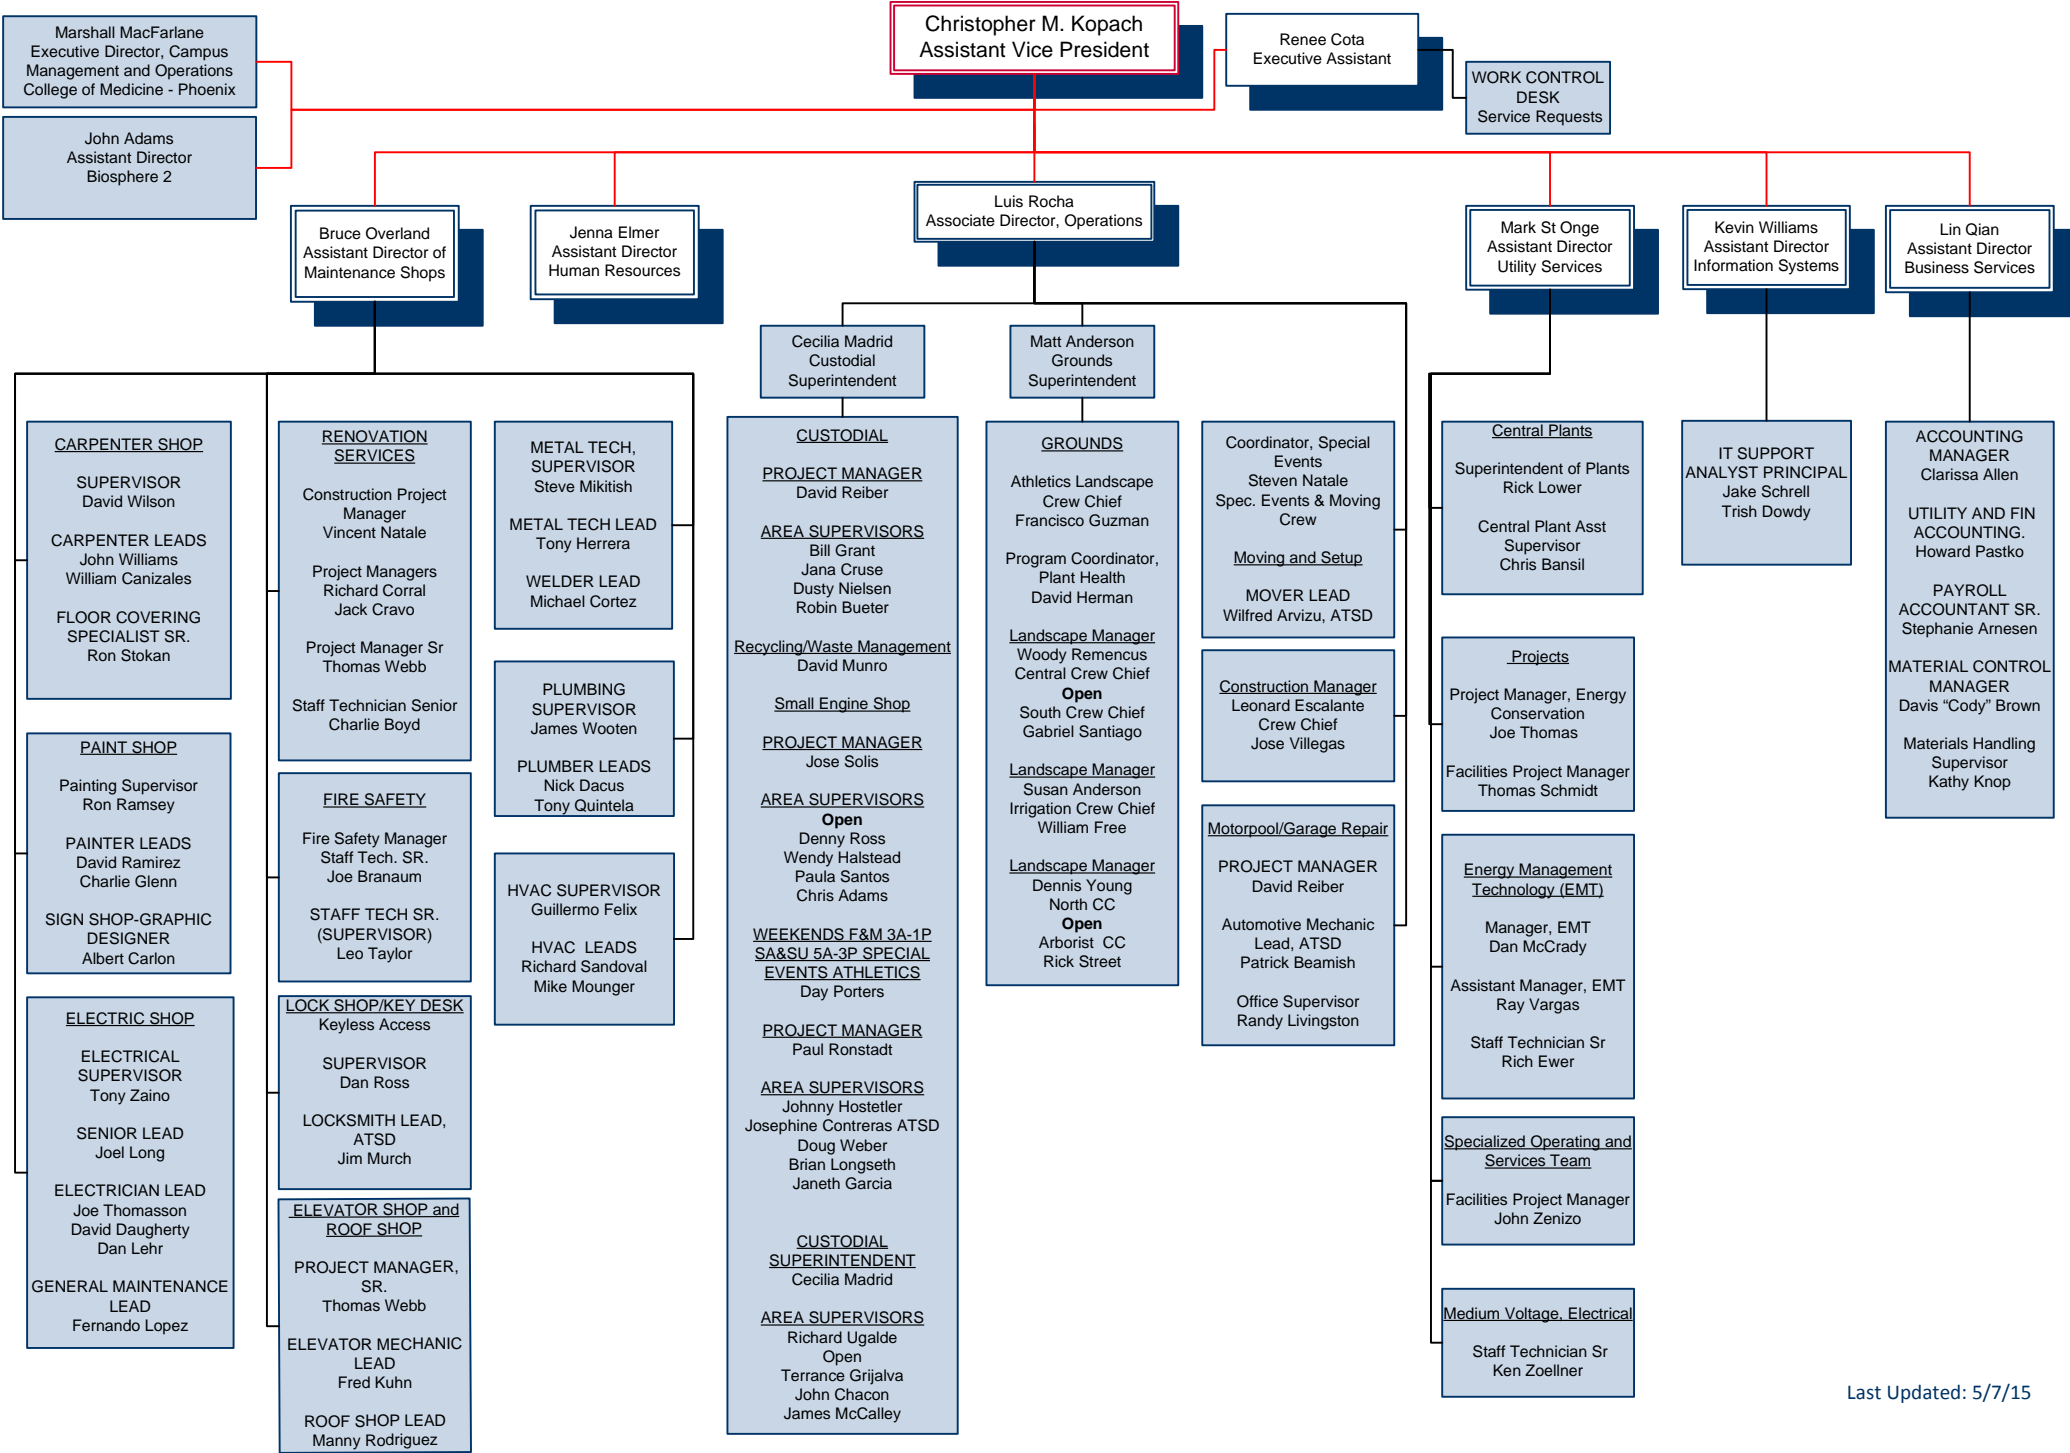 Marshall MacFarlane
Executive Director, Campus
Management and Operations
College of Medicine - Phoenix
John Adams
Assistant Director
Biosphere 2
Christopher M. Kopach
Assistant Vice President
Renee Cota
Executive Assistant
WORK CONTROL
DESK
Service Requests
Bruce Overland
Assistant Director of
Maintenance Shops
Jenna Elmer
Assistant Director
Human Resources
Luis Rocha
Associate Director, Operations
Mark St Onge
Assistant Director
Utility Services
Kevin Williams
Assistant Director
Information Systems
Lin Qian
Assistant Director
Business Services
Cecilia Madrid
Custodial
Superintendent
Matt Anderson
Grounds
Superintendent
CARPENTER SHOP
SUPERVISOR
David Wilson
CARPENTER LEADS
John Williams
William Canizales
FLOOR COVERING
SPECIALIST SR.
Ron Stokan
PAINT SHOP
Painting Supervisor
Ron Ramsey
PAINTER LEADS
David Ramirez
Charlie Glenn
SIGN SHOP-GRAPHIC
DESIGNER
Albert Carlon
ELECTRIC SHOP
ELECTRICAL
SUPERVISOR
Tony Zaino
SENIOR LEAD
Joel Long
ELECTRICIAN LEAD
Joe Thomasson
David Daugherty
Dan Lehr
GENERAL MAINTENANCE
LEAD
Fernando Lopez
RENOVATION
SERVICES
Construction Project
Manager
Vincent Natale
Project Managers
Richard Corral
Jack Cravo
Project Manager Sr
Thomas Webb
Staff Technician Senior
Charlie Boyd
FIRE SAFETY
Fire Safety Manager
Staff Tech. SR.
Joe Branaum
STAFF TECH SR.
(SUPERVISOR)
Leo Taylor
LOCK SHOP/KEY DESK
Keyless Access
SUPERVISOR
Dan Ross
LOCKSMITH LEAD,
ATSD
Jim Murch
ELEVATOR SHOP and
ROOF SHOP
PROJECT MANAGER,
SR.
Thomas Webb
ELEVATOR MECHANIC
LEAD
Fred Kuhn
ROOF SHOP LEAD
Manny Rodriguez
METAL TECH,
SUPERVISOR
Steve Mikitish
METAL TECH LEAD
Tony Herrera
WELDER LEAD
Michael Cortez
PLUMBING
SUPERVISOR
James Wooten
PLUMBER LEADS
Nick Dacus
Tony Quintela
HVAC SUPERVISOR
Guillermo Felix
HVAC LEADS
Richard Sandoval
Mike Mounger
CUSTODIAL
PROJECT MANAGER
David Reiber
AREA SUPERVISORS
Bill Grant
Jana Cruse
Dusty Nielsen
Robin Bueter
Recycling/Waste Management
David Munro
Small Engine Shop
PROJECT MANAGER
Jose Solis
AREA SUPERVISORS
Open
Denny Ross
Wendy Halstead
Paula Santos
Chris Adams
WEEKENDS F&M 3A-1P
SA&SU 5A-3P SPECIAL
EVENTS ATHLETICS
Day Porters
PROJECT MANAGER
Paul Ronstadt
AREA SUPERVISORS
Johnny Hostetler
Josephine Contreras ATSD
Doug Weber
Brian Longseth
Janeth Garcia
CUSTODIAL
SUPERINTENDENT
Cecilia Madrid
AREA SUPERVISORS
Richard Ugalde
Open
Terrance Grijalva
John Chacon
James McCalley
GROUNDS
Athletics Landscape
Crew Chief
Francisco Guzman
Program Coordinator,
Plant Health
David Herman
Landscape Manager
Woody Remencus
Central Crew Chief
Open
South Crew Chief
Gabriel Santiago
Landscape Manager
Susan Anderson
Irrigation Crew Chief
William Free
Landscape Manager
Dennis Young
North CC
Open
Arborist CC
Rick Street
Coordinator, Special
Events
Steven Natale
Spec. Events & Moving
Crew
Moving and Setup
MOVER LEAD
Wilfred Arvizu, ATSD
Construction Manager
Leonard Escalante
Crew Chief
Jose Villegas
Motorpool/Garage Repair
PROJECT MANAGER
David Reiber
Automotive Mechanic
Lead, ATSD
Patrick Beamish
Office Supervisor
Randy Livingston
Central Plants
Superintendent of Plants
Rick Lower
Central Plant Asst
Supervisor
Chris Bansil
Projects
Project Manager, Energy
Conservation
Joe Thomas
Facilities Project Manager
Thomas Schmidt
Energy Management
Technology (EMT)
Manager, EMT
Dan McCrady
Assistant Manager, EMT
Ray Vargas
Staff Technician Sr
Rich Ewer
Specialized Operating and
Services Team
Facilities Project Manager
John Zenizo
Medium Voltage, Electrical
Staff Technician Sr
Ken Zoellner
IT SUPPORT
ANALYST PRINCIPAL
Jake Schrell
Trish Dowdy
ACCOUNTING
MANAGER
Clarissa Allen
UTILITY AND FIN
ACCOUNTING.
Howard Pastko
PAYROLL
ACCOUNTANT SR.
Stephanie Arnesen
MATERIAL CONTROL
MANAGER
Davis “Cody” Brown
Materials Handling
Supervisor
Kathy Knop
Last Updated: 5/7/15